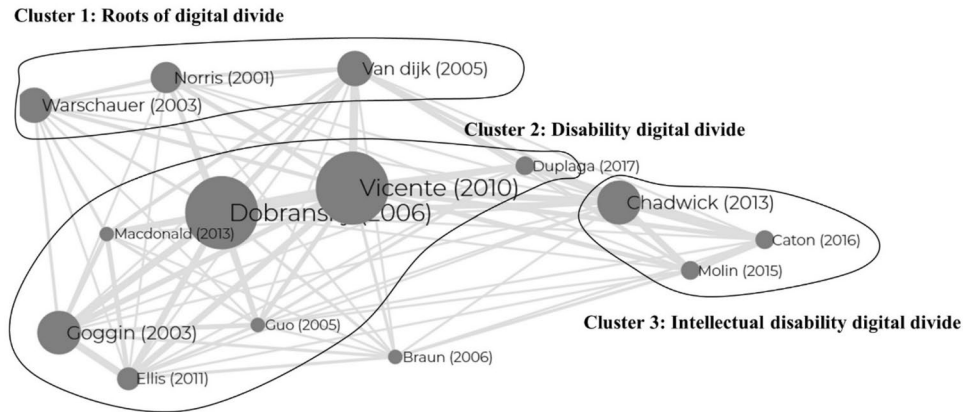 Cluster 1: Roots of digital divide
Van dijk (2005)
Norris (2001)
Warschauer (2003)
Cluster 2: Disability digital divide
Duplaga (2017)
Vicente (2010)
Chadwick (2013)
(2006)
Macdonald (2013)
Caton (2016)
Molin (2015)
Cluster 3: Intellectual disability digital divide
Goggin (2003)
Guo (2005)
Braun (2006)
Ellis (2011)